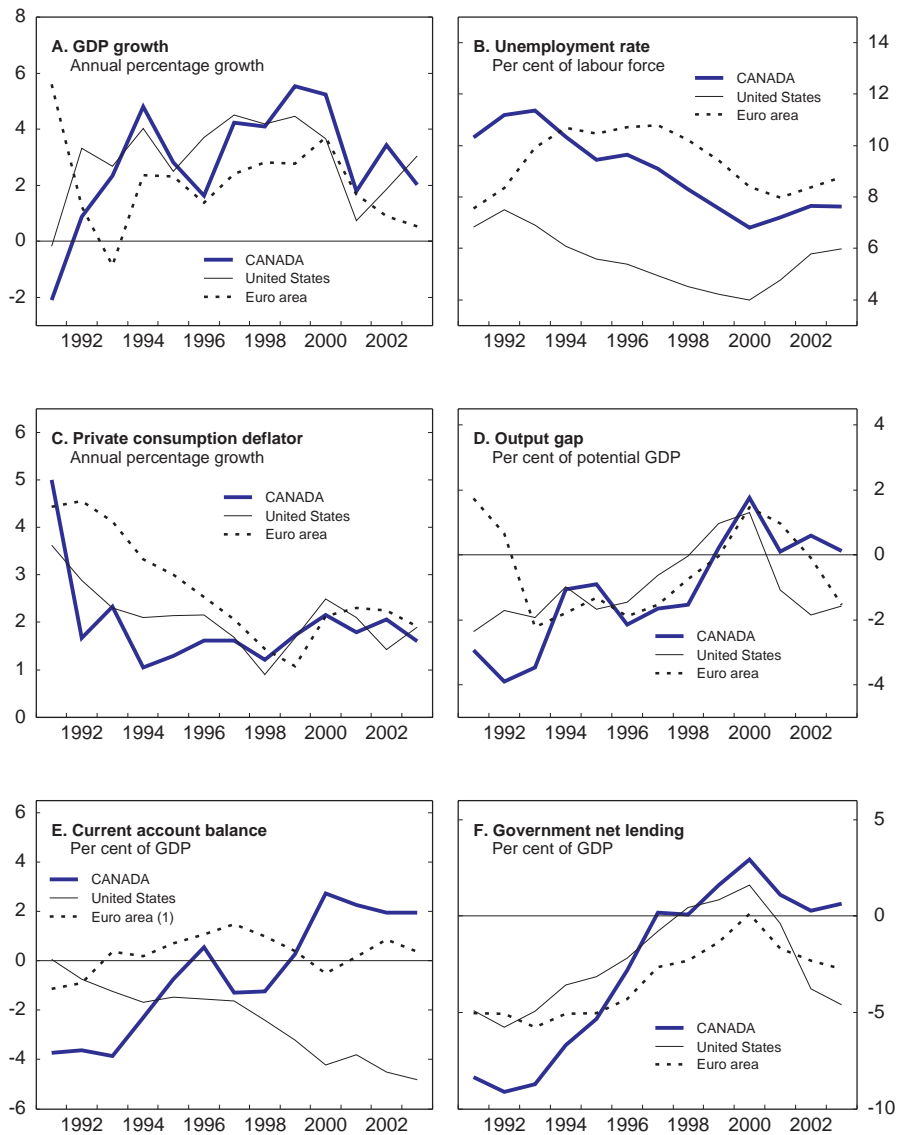 8
6
4
2
0
-2
A. GDP growth
Annual percentage growth
CANADA
United States
Euro area
1992 1994 1996 1998 2000 2002
14
12
10
8
6
4
B. Unemployment rate
Per cent of labour force
CANADA
United States
Euro area
1992 1994 1996 1998 2000 2002
6
5
4
3
2
1
0
C. Private consumption deflator
Annual percentage growth
CANADA
United States
Euro area
1992 1994 1996 1998 2000 2002
4
2
0
-2
-4
D. Output gap
Per cent of potential GDP
CANADA
United States
Euro area
1992 1994 1996 1998 2000 2002
6
4
2
0
-2
-4
-6
E. Current account balance
Per cent of GDP
CANADA
United States
Euro area (1)
1992 1994 1996 1998 2000 2002
5
0
-5
-10
F. Government net lending
Per cent of GDP
CANADA
United States
Euro area
1992 1994 1996 1998 2000 2002